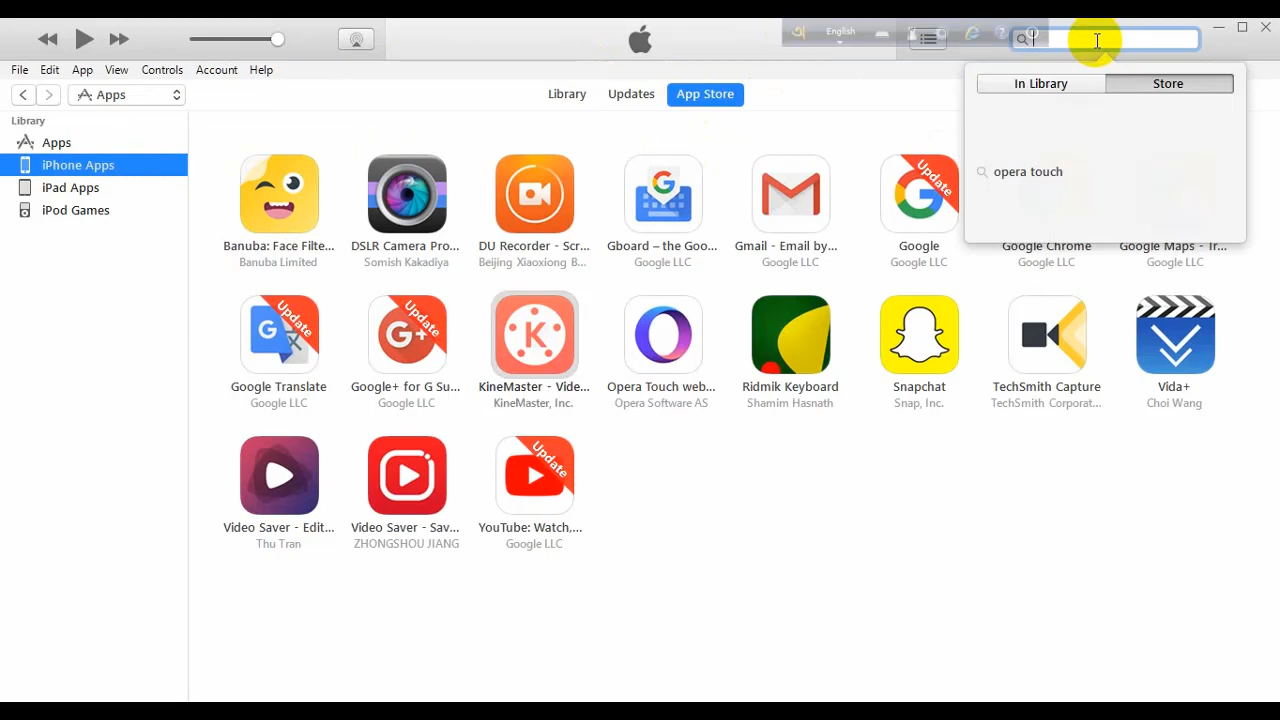 English
File Edit View Controls Account Help
In Library Store
Apps
Library Updates App Store
Library
Apps
iPhone Apps
iPad Apps
iPod Games
opera touch
Update
Banuba: Face Filte...
Banuba Limited
DSLR Camera Pro...
Somish Kakadiya
DU Recorder - Scr...
Beijing Xiaoxiong B...
Gboard – the Goo...
Google LLC
Gmail - Email by...
Google LLC
Google
Google LLC
Google Chrome
Google LLC
Google Maps - Tr...
Google LLC
Update
Google Translate
Google LLC
Update
Google+ for G Su...
Google LLC
K
KineMaster - Vide...
KineMaster, Inc.
Opera Touch web...
Opera Software AS
Ridmik Keyboard
Shamim Hasnath
Snapchat
Snap, Inc.
TechSmith Capture
TechSmith Corporat...
Vida+
Choi Wang
Video Saver - Edit...
Thu Tran
Video Saver - Sav...
ZHONGSHOU JIANG
Update
YouTube: Watch,...
Google LLC